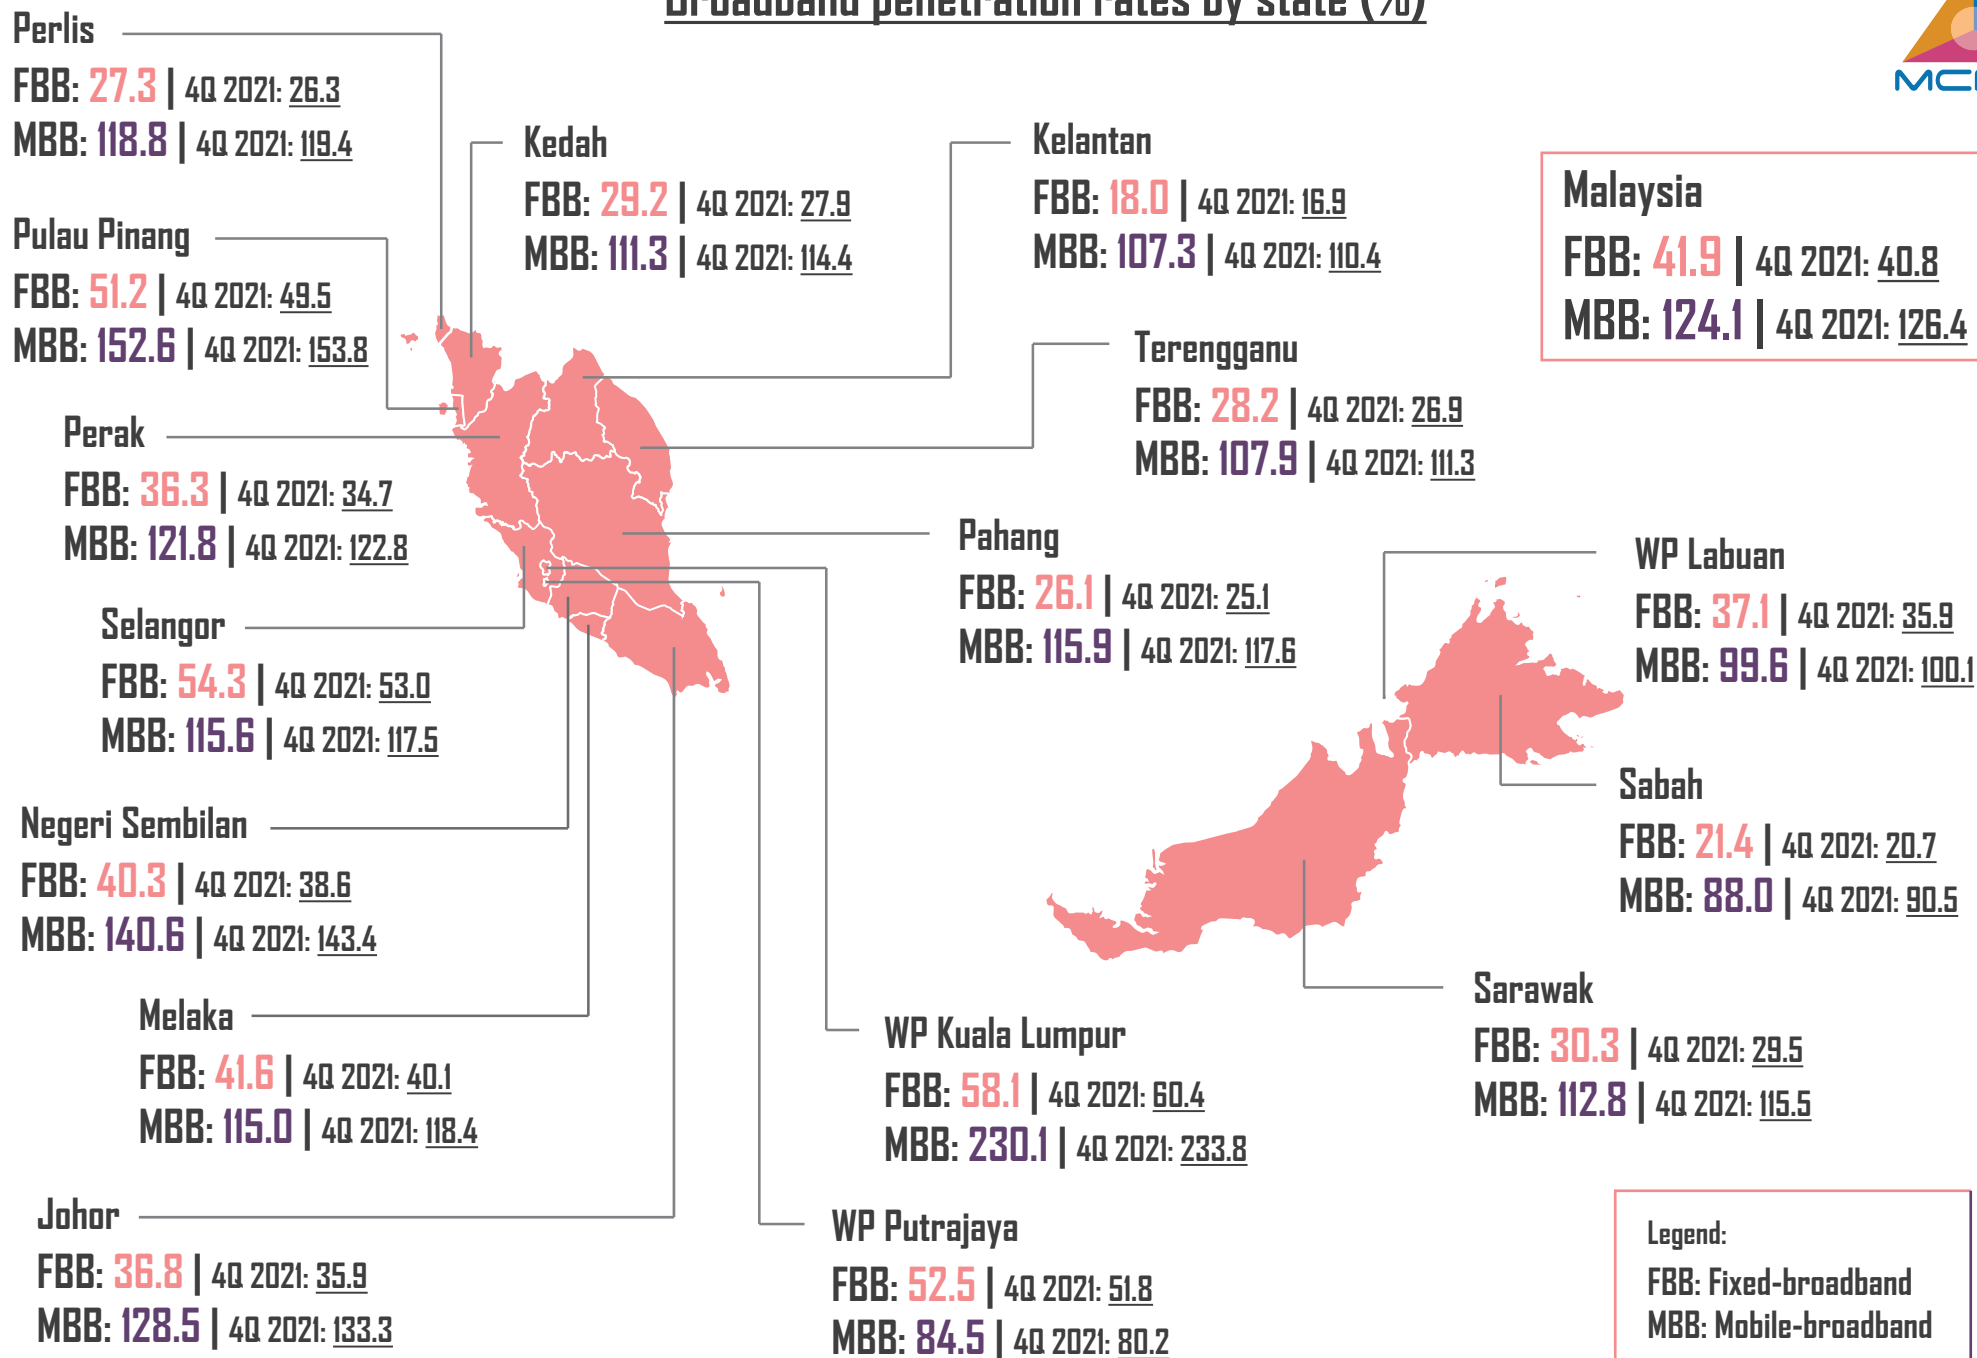 Broadband penetration rates by state (%)
Perlis
FBB: 27.3 | 4Q 2021: 26.3
MBB: 118.8 | 4Q 2021: 119.4
Kedah
FBB: 29.2 | 4Q 2021: 27.9
MBB: 111.3 | 4Q 2021: 114.4
Kelantan
FBB: 18.0 | 4Q 2021: 16.9
MBB: 107.3 | 4Q 2021: 110.4
Malaysia
FBB: 41.9 | 4Q 2021: 40.8
MBB: 124.1 | 4Q 2021: 126.4
Pulau Pinang
FBB: 51.2 | 4Q 2021: 49.5
MBB: 152.6 | 4Q 2021: 153.8
Terengganu
FBB: 28.2 | 4Q 2021: 26.9
MBB: 107.9 | 4Q 2021: 111.3
Perak
FBB: 36.3 | 4Q 2021: 34.7
MBB: 121.8 | 4Q 2021: 122.8
Pahang
FBB: 26.1 | 4Q 2021: 25.1
MBB: 115.9 | 4Q 2021: 117.6
WP Labuan
FBB: 37.1 | 4Q 2021: 35.9
MBB: 99.6 | 4Q 2021: 100.1
Selangor
FBB: 54.3 | 4Q 2021: 53.0
MBB: 115.6 | 4Q 2021: 117.5
Sabah
FBB: 21.4 | 4Q 2021: 20.7
MBB: 88.0 | 4Q 2021: 90.5
Negeri Sembilan
FBB: 40.3 | 4Q 2021: 38.6
MBB: 140.6 | 4Q 2021: 143.4
Sarawak
FBB: 30.3 | 4Q 2021: 29.5
MBB: 112.8 | 4Q 2021: 115.5
Melaka
FBB: 41.6 | 4Q 2021: 40.1
MBB: 115.0 | 4Q 2021: 118.4
WP Kuala Lumpur
FBB: 58.1 | 4Q 2021: 60.4
MBB: 230.1 | 4Q 2021: 233.8
Johor
FBB: 36.8 | 4Q 2021: 35.9
MBB: 128.5 | 4Q 2021: 133.3
WP Putrajaya
FBB: 52.5 | 4Q 2021: 51.8
MBB: 84.5 | 4Q 2021: 80.2
Legend:
FBB: Fixed-broadband
MBB: Mobile-broadband